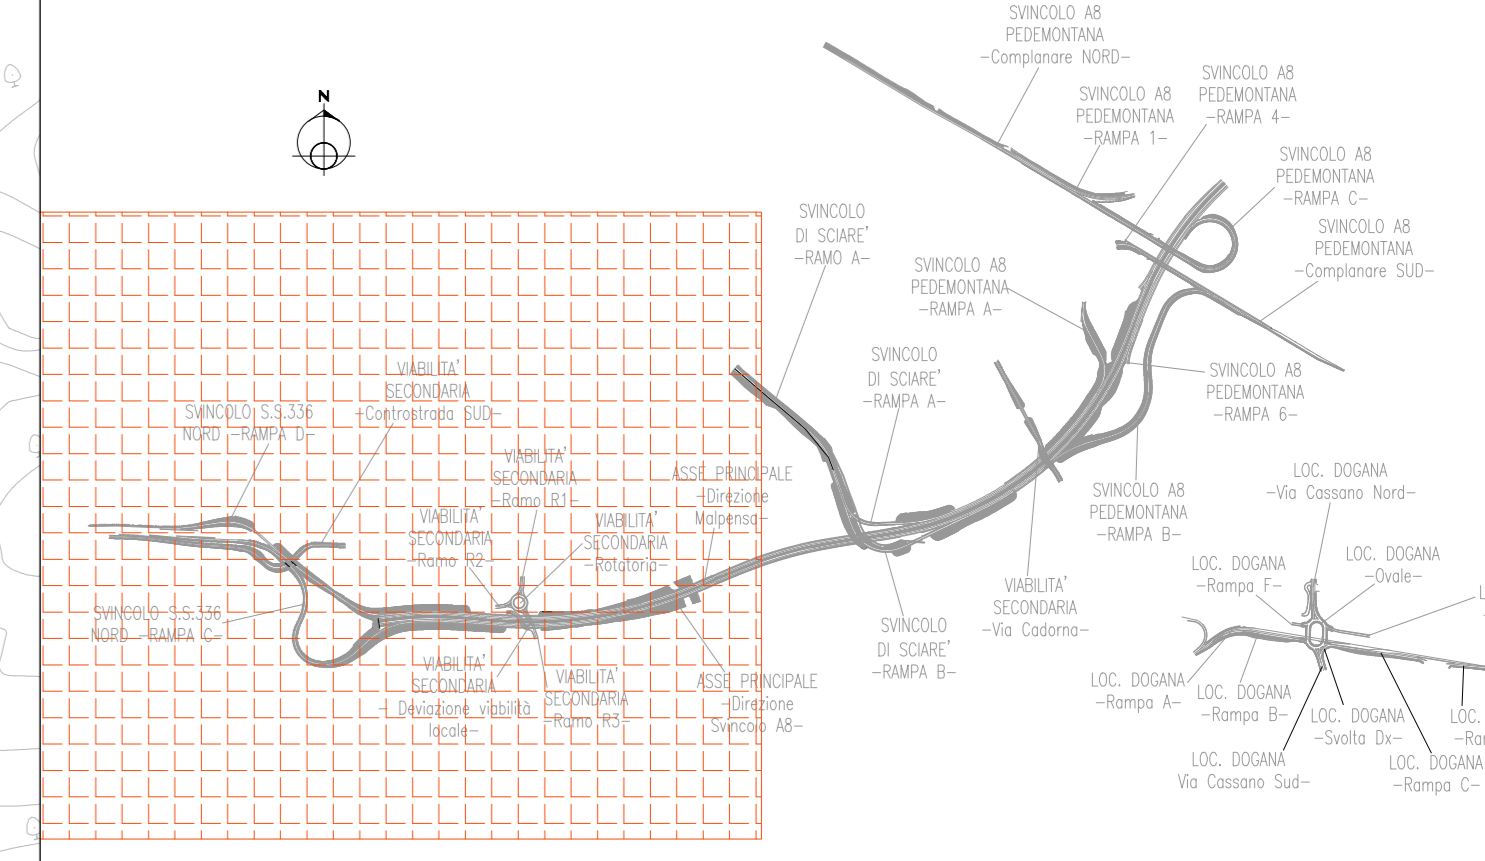 SVINCOLO A8
PEDEMONTANA
-Complanare NORD-
SVINCOLO A8
PEDEMONTANA
-RAMPA 4-
SVINCOLO A8
PEDEMONTANA
-RAMPA 1-
N
SVINCOLO A8
PEDEMONTANA
-RAMPA C-
SVINCOLO
DI SCIARE'
-RAMO A-
SVINCOLO A8
PEDEMONTANA
-Complanare SUD-
SVINCOLO A8
PEDEMONTANA
-RAMPA A-
SVINCOLO
DI SCIARE'
-RAMPA A-
VIABILITA'
SECONDARIA
-Controstrada SUD-
SVINCOLO A8
PEDEMONTANA
-RAMPA 6-
SVINCOLO S.S.336
NORD -RAMPA D-
VIABILITA'
SECONDARIA
-Ramo R1-
ASSE PRINCIPALE
-Direzione
Malpensa-
LOC. DOGANA
-Via Cassano Nord-
SVINCOLO A8
PEDEMONTANA
-RAMPA B-
VIABILITA'
SECONDARIA
-Ramo R2-
VIABILITA'
SECONDARIA
-Rotatoria-
LOC. DOGANA
-Ovale-
LOC. DOGANA
-Rampa F-
VIABILITA'
SECONDARIA
-Via Cadorna-
SVINCOLO S.S.336
NORD -RAMPA C-
SVINCOLO
DI SCIARE'
-RAMPA B-
VIABILITA'
SECONDARIA
- Deviazione viabilità
locale-
VIABILITA'
SECONDARIA
-Ramo R3-
ASSE PRINCIPALE
-Direzione
Svincolo A8-
LOC. DOGANA
-Rampa A-
LOC. DOGANA
-Rampa B-
LOC. DOGANA
-Svolta Dx-
LOC.
LOC. DOGANA
Via Cassano Sud-
LOC. DOGANA
-Rampa C-